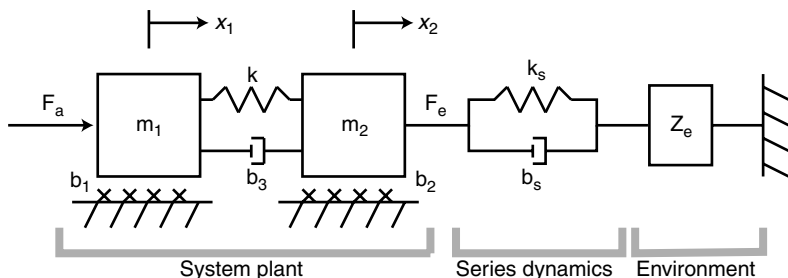 x₁ x₂
k kₛ
Fₐ m₁ m₂ Fₑ Zₑ
b₁ b₃ b₂ bₛ
System plant Series dynamics Environment